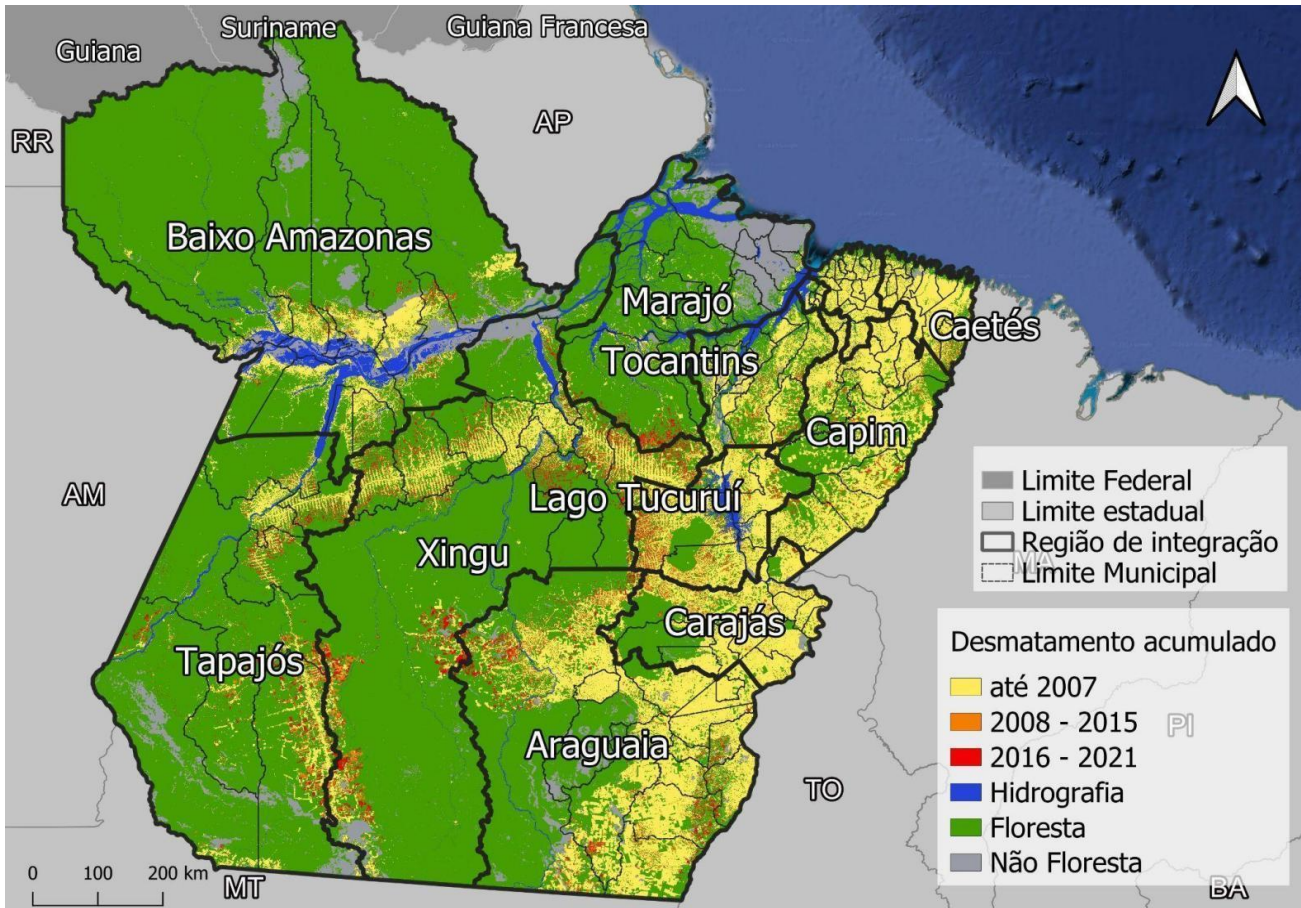 Suriname
Guiana Francesa
Guiana
AP
RR
Baixo Amazonas
Marajó
Caetés
Tocantins
Capim
AM
Lago Tucuruí
Xingu
Carajás
Tapajós
Araguaia
TO
MT
MA
PI
BA
Limite Federal
Limite estadual
Região de integração
Limite Municipal
Desmatamento acumulado
até 2007
2008 - 2015
2016 - 2021
Hidrografia
Floresta
Não Floresta
0 100 200 km